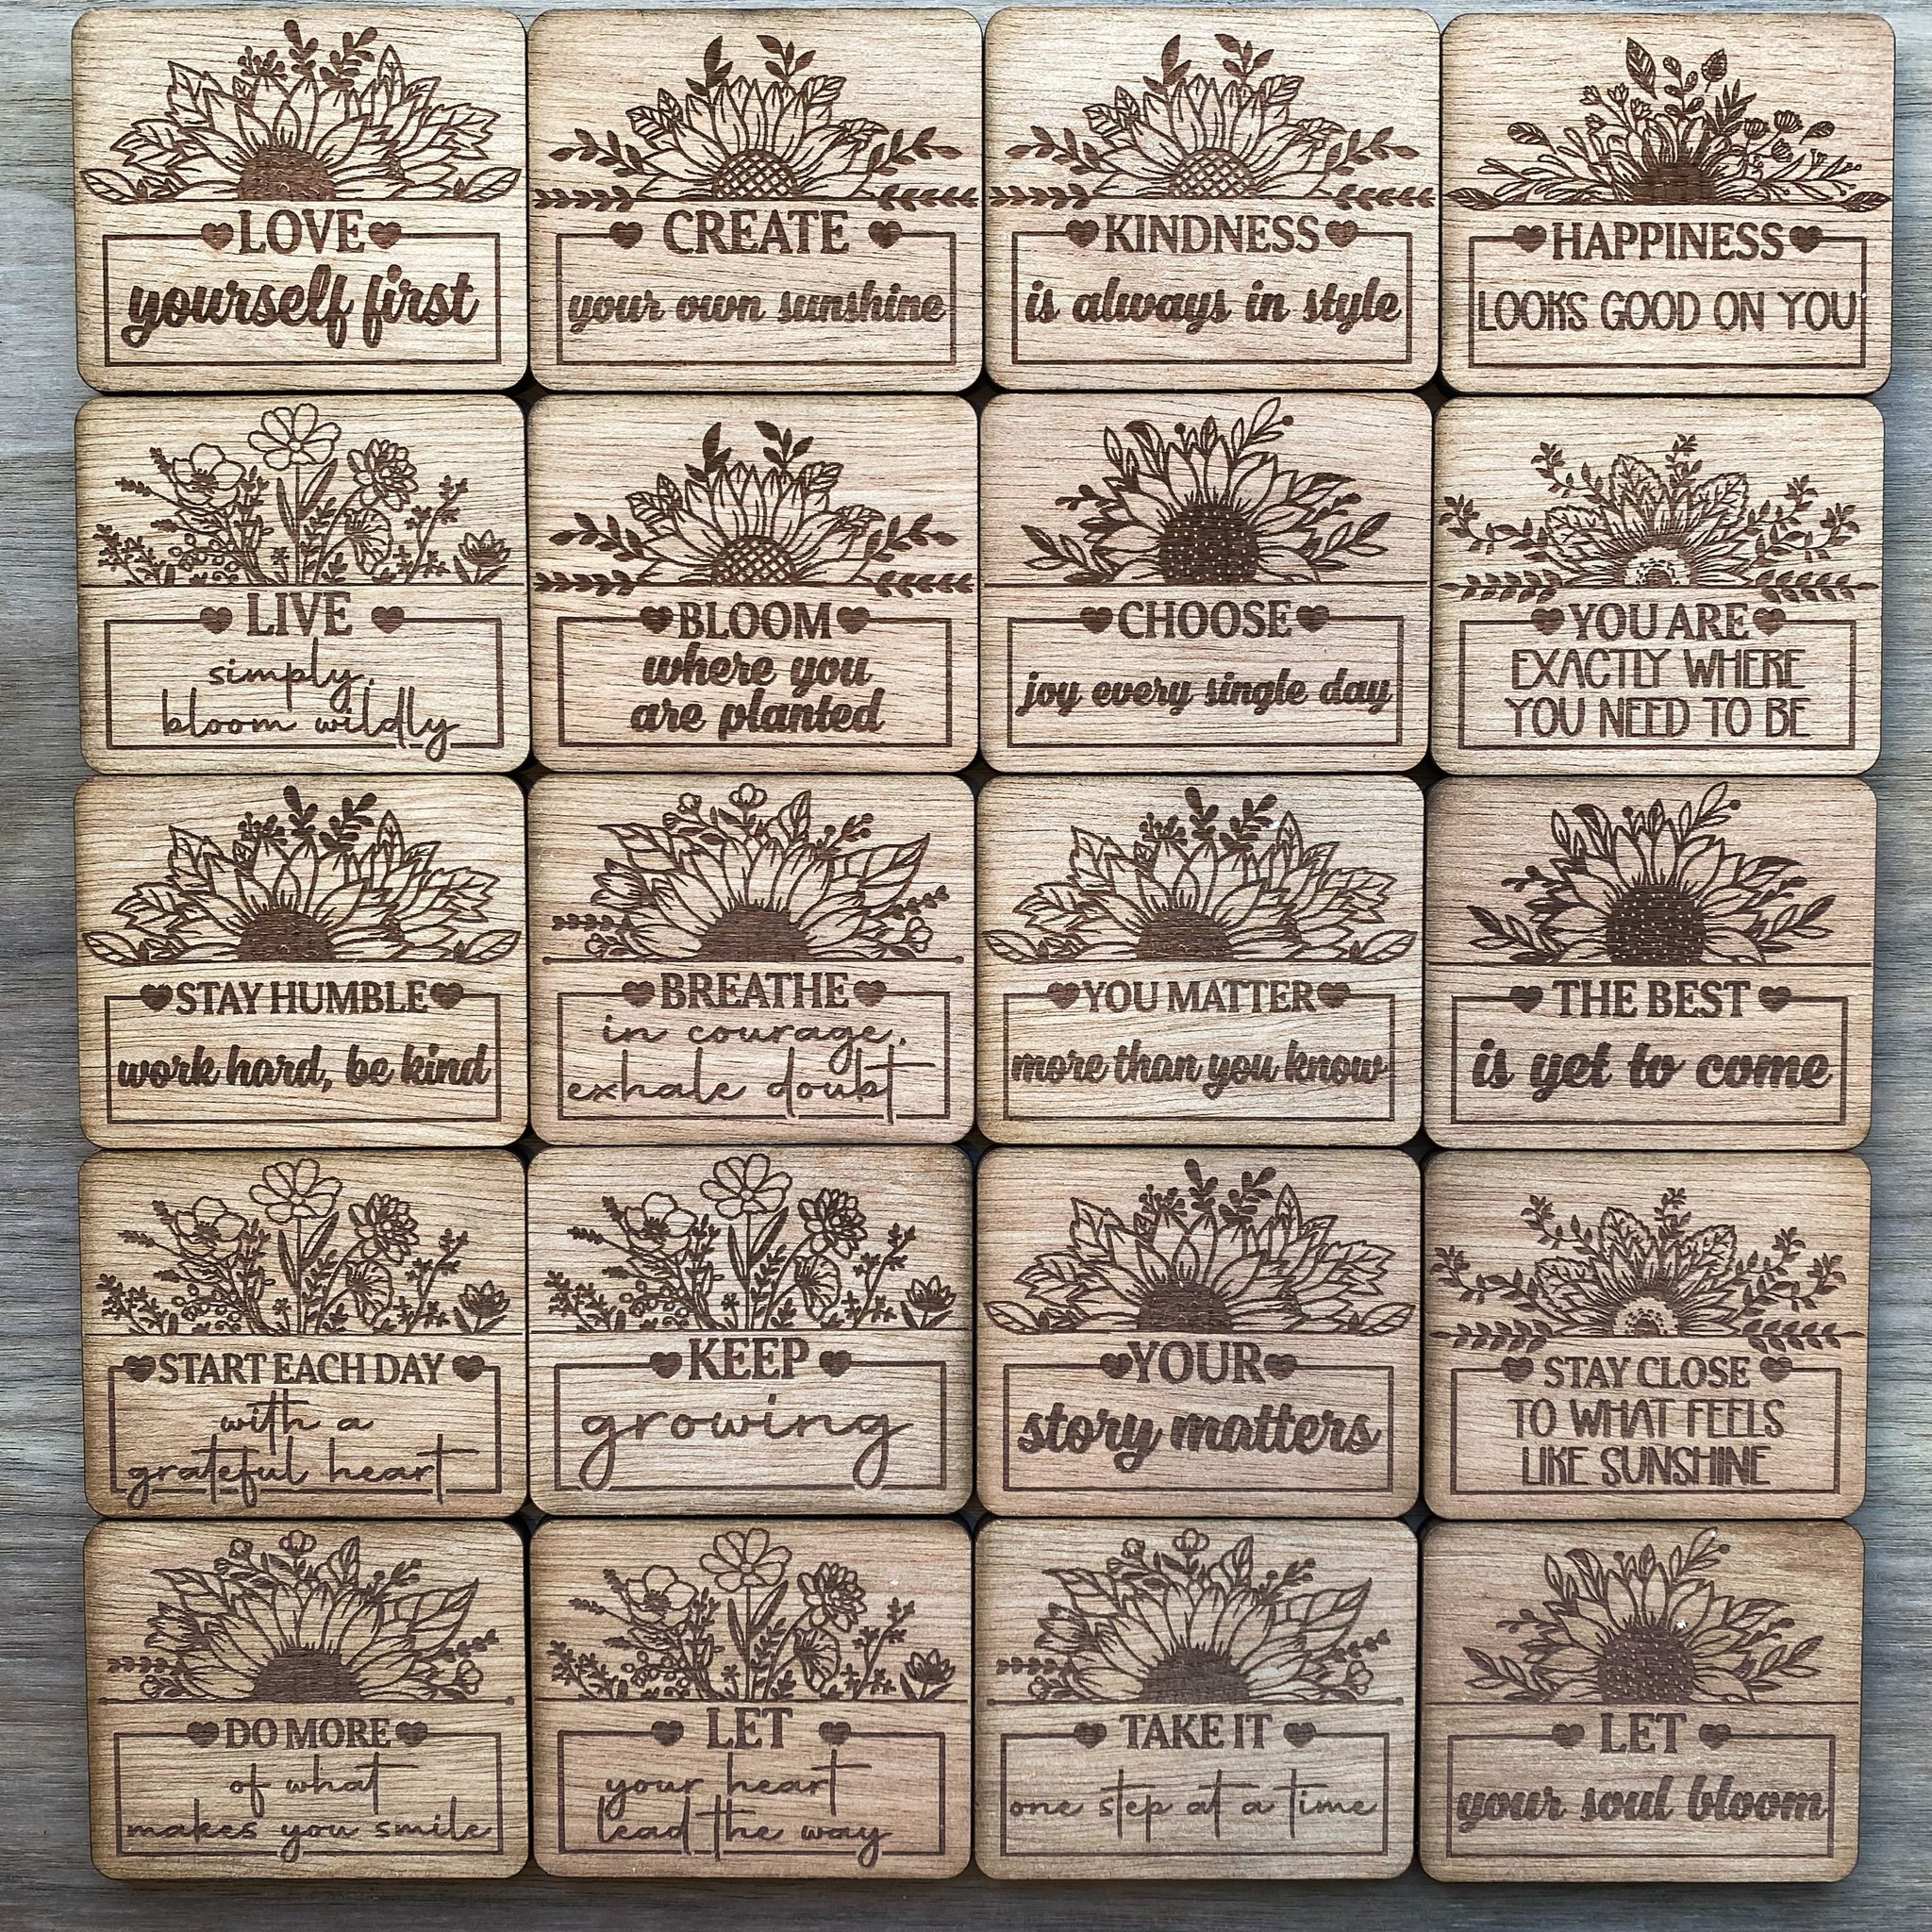 LOVE
yourself first
CREATE
your own sunshine
KINDNESS
is always in style
HAPPINESS
LOOKS GOOD ON YOU
LIVE
simply,
bloom wildly
BLOOM
where you
are planted
CHOOSE
joy every single day
YOU ARE
EXACTLY WHERE
YOU NEED TO BE
STAY HUMBLE
work hard, be kind
BREATHE
in courage,
exhale doubt
YOU MATTER
more than you know
THE BEST
is yet to come
START EACH DAY
with a
grateful heart
KEEP
growing
YOUR
story matters
STAY CLOSE
TO WHAT FEELS
LIKE SUNSHINE
DO MORE
of what
makes you smile
LET
your heart
lead the way
TAKE IT
one step at a time
LET
your soul bloom